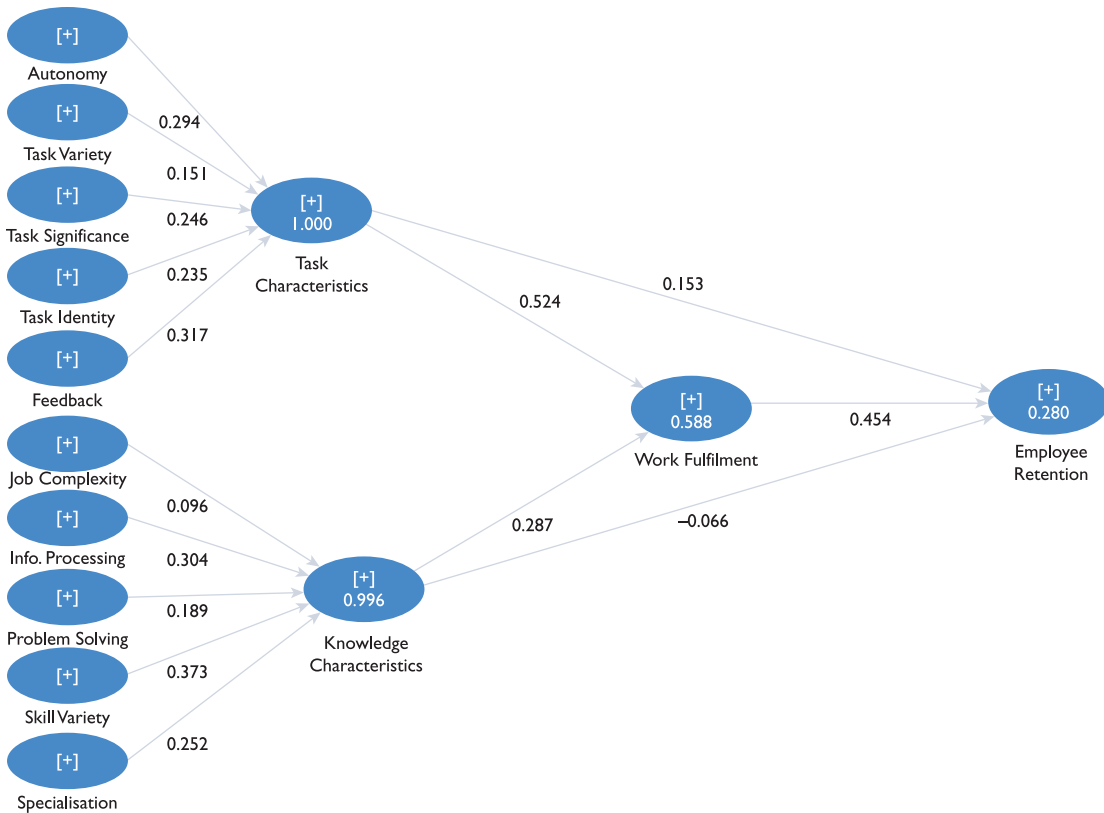 [+]
Autonomy
0.294
[+]
Task Variety
0.151
[+]
Task Significance
0.246
[+]
Task Identity
0.235
[+]
Feedback
0.317
[+]
1.000
Task
Characteristics
0.153
0.524
[+]
0.588
Work Fulfilment
0.454
[+]
0.280
Employee
Retention
[+]
Job Complexity
0.096
[+]
Info. Processing
0.304
[+]
Problem Solving
0.189
[+]
Skill Variety
0.373
[+]
Specialisation
0.252
[+]
0.996
Knowledge
Characteristics
0.287
–0.066